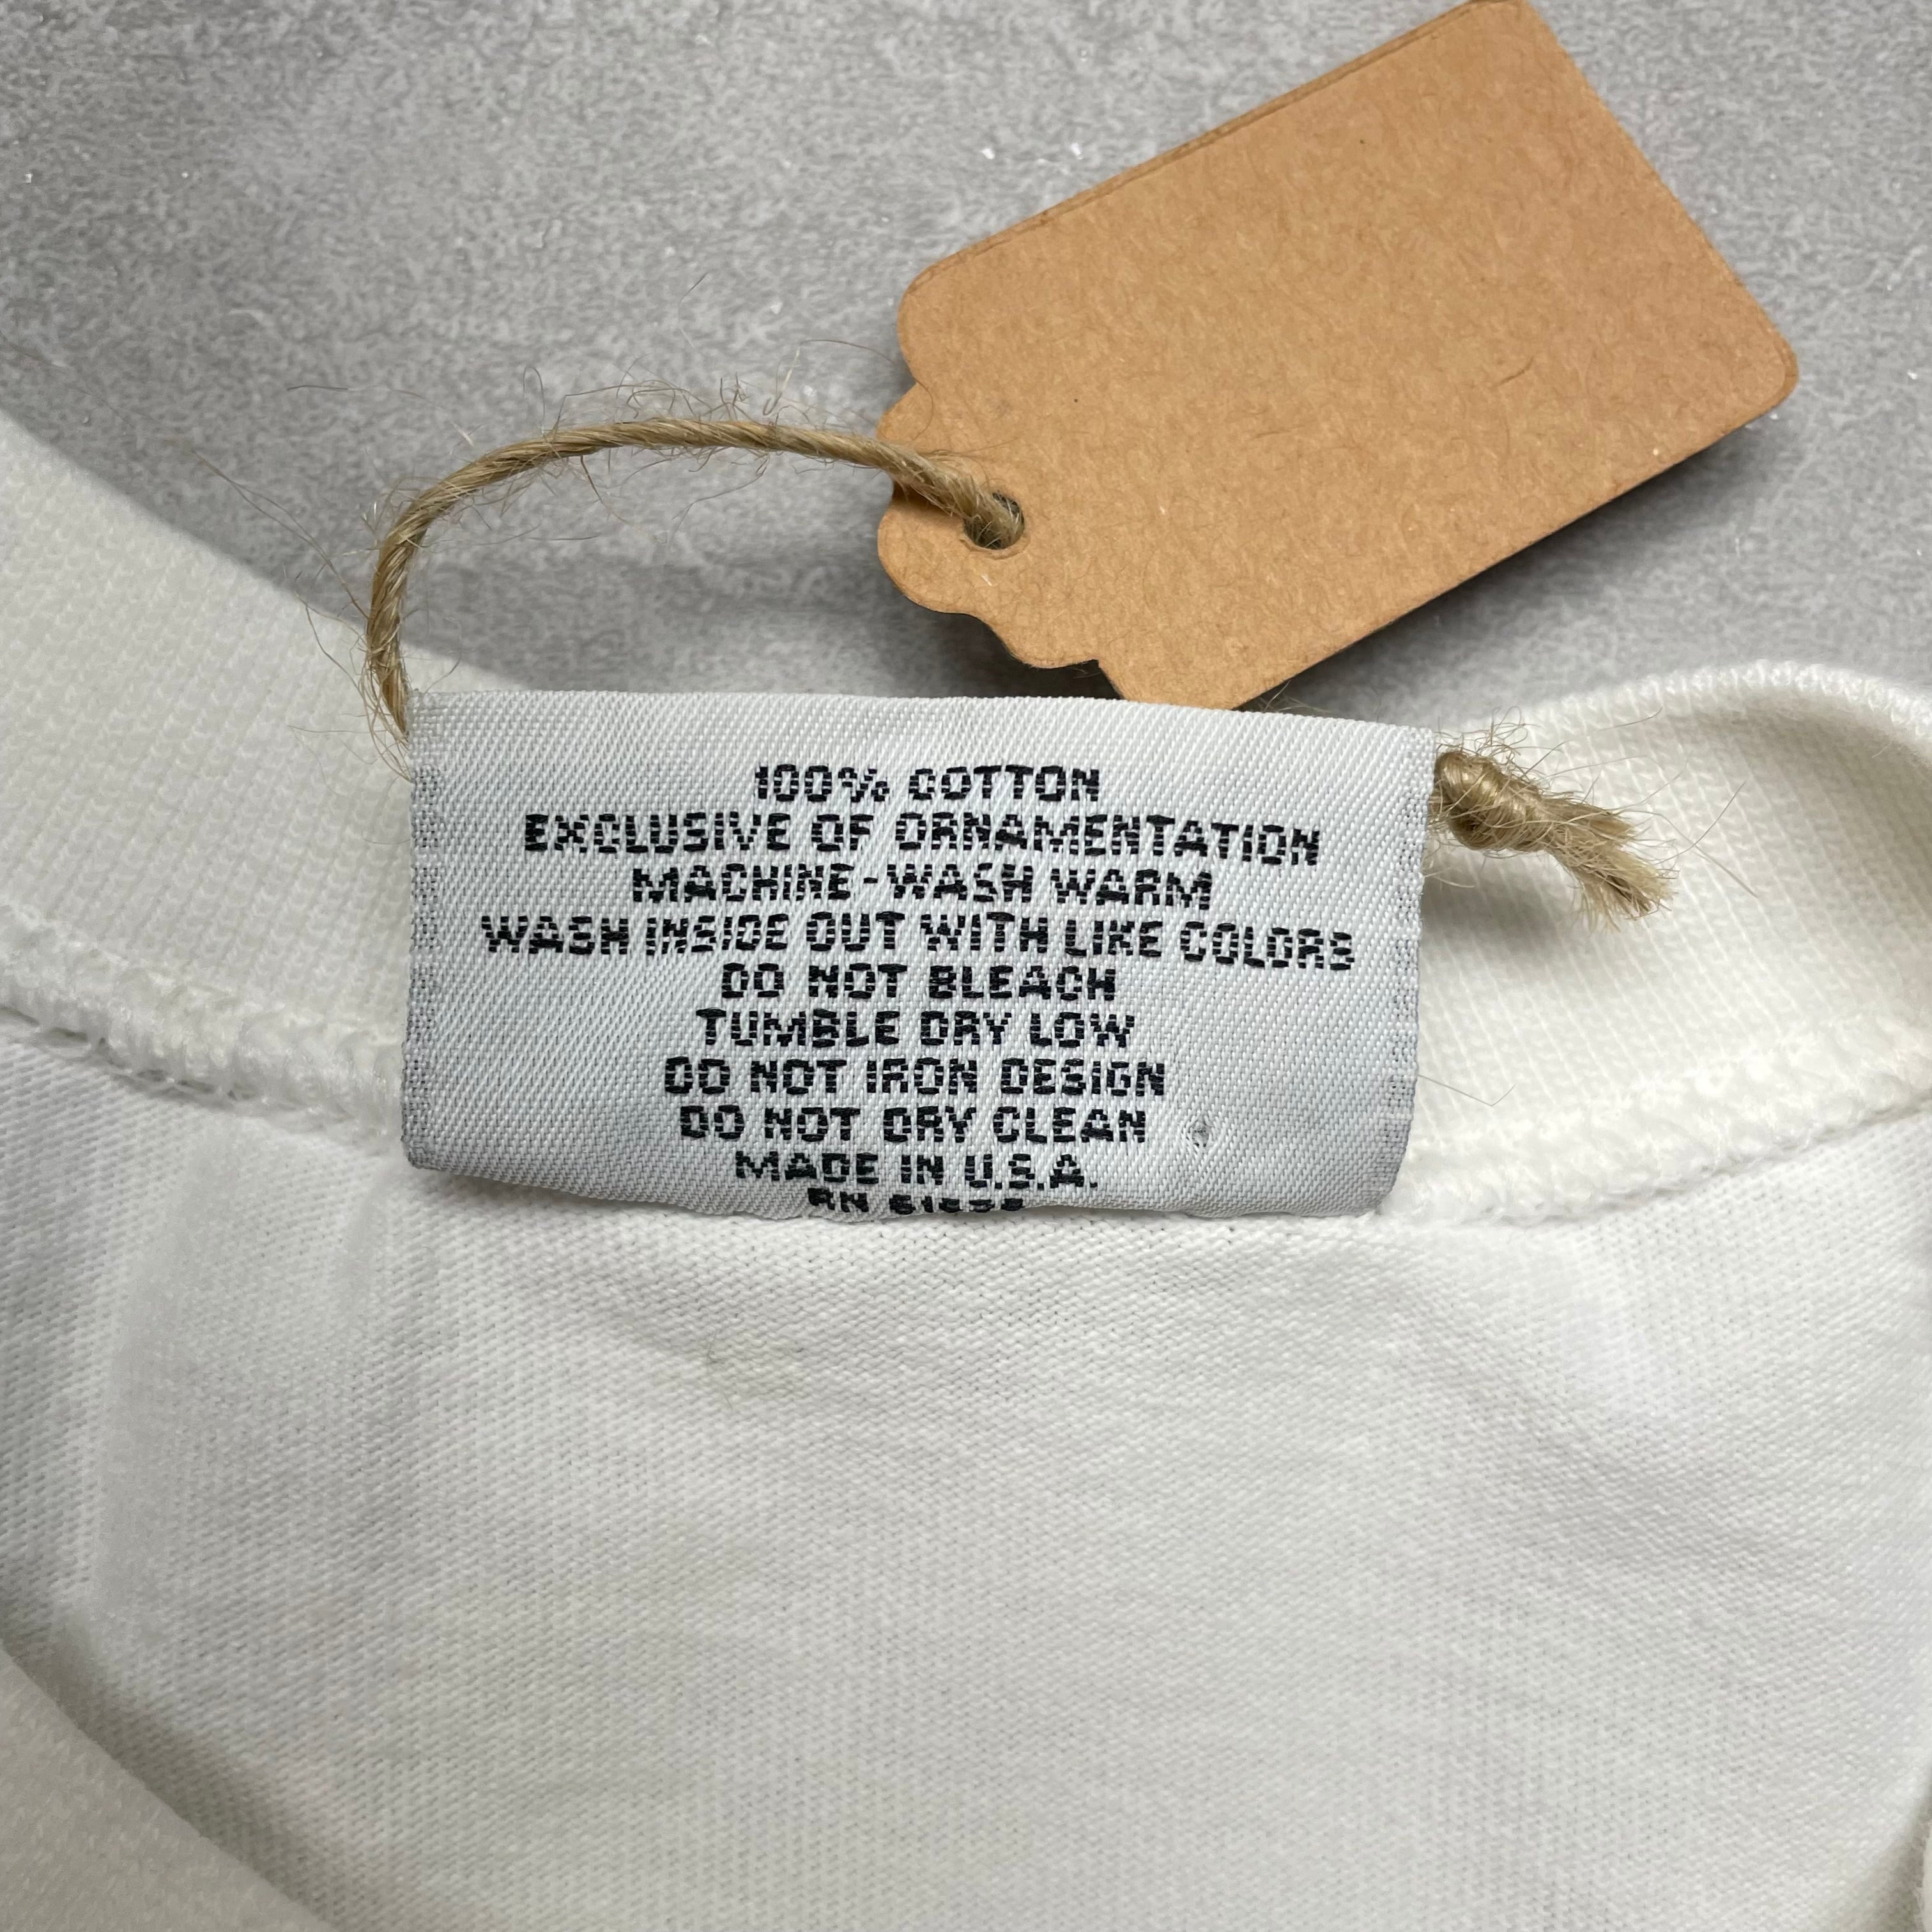 100% COTTON
EXCLUSIVE OF ORNAMENTATION
MACHINE-WASH WARM
WASH INSIDE OUT WITH LIKE COLORS
DO NOT BLEACH
TUMBLE DRY LOW
DO NOT IRON DESIGN
DO NOT DRY CLEAN
MADE IN U.S.A.
RN